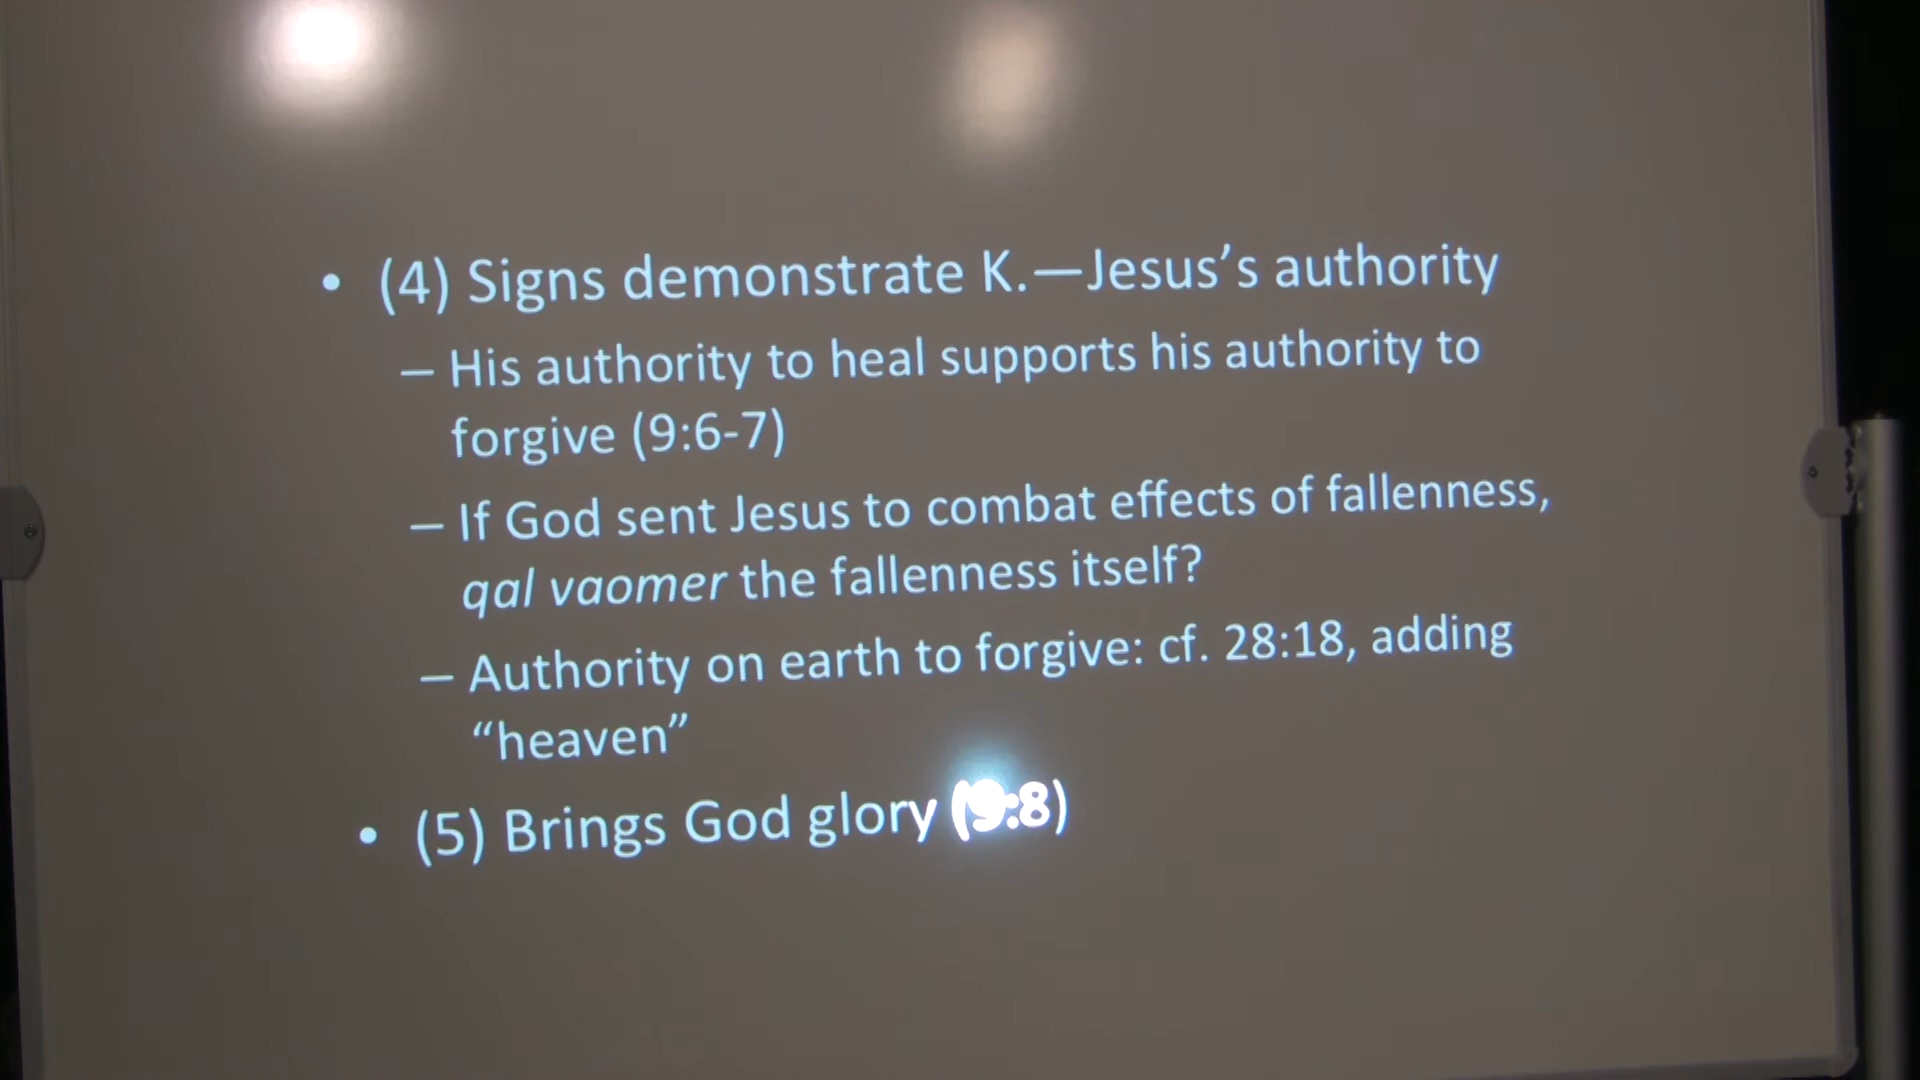 • (4) Signs demonstrate K.—Jesus’s authority
– His authority to heal supports his authority to
forgive (9:6-7)
– If God sent Jesus to combat effects of fallenness,
qal vaomer the fallenness itself?
– Authority on earth to forgive: cf. 28:18, adding
“heaven”
• (5) Brings God glory (9:8)